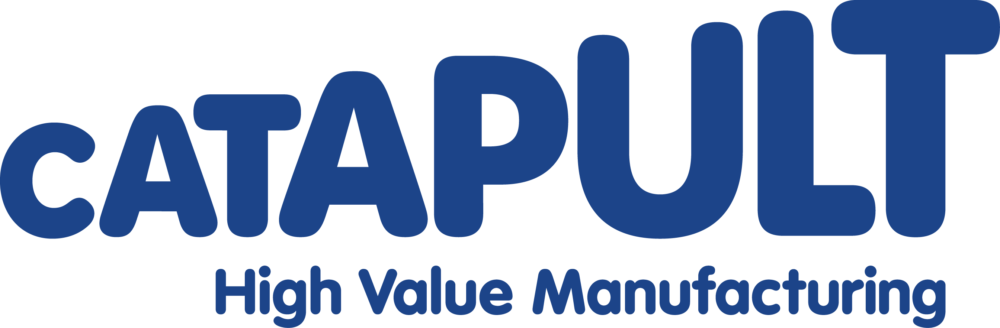 CATAPULT
High Value Manufacturing